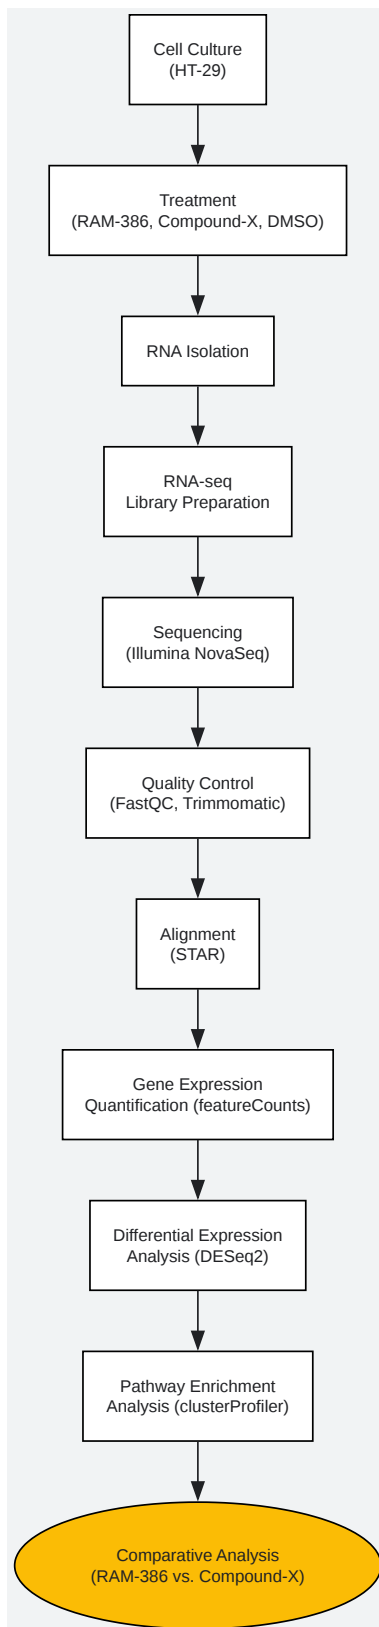 Cell Culture
(HT-29)
Treatment
(RAM-386, Compound-X, DMSO)
RNA Isolation
RNA-seq
Library Preparation
Sequencing
(Illumina NovaSeq)
Quality Control
(FastQC, Trimmomatic)
Alignment
(STAR)
Gene Expression
Quantification (featureCounts)
Differential Expression
Analysis (DESeq2)
Pathway Enrichment
Analysis (clusterProfiler)
Comparative Analysis
(RAM-386 vs. Compound-X)